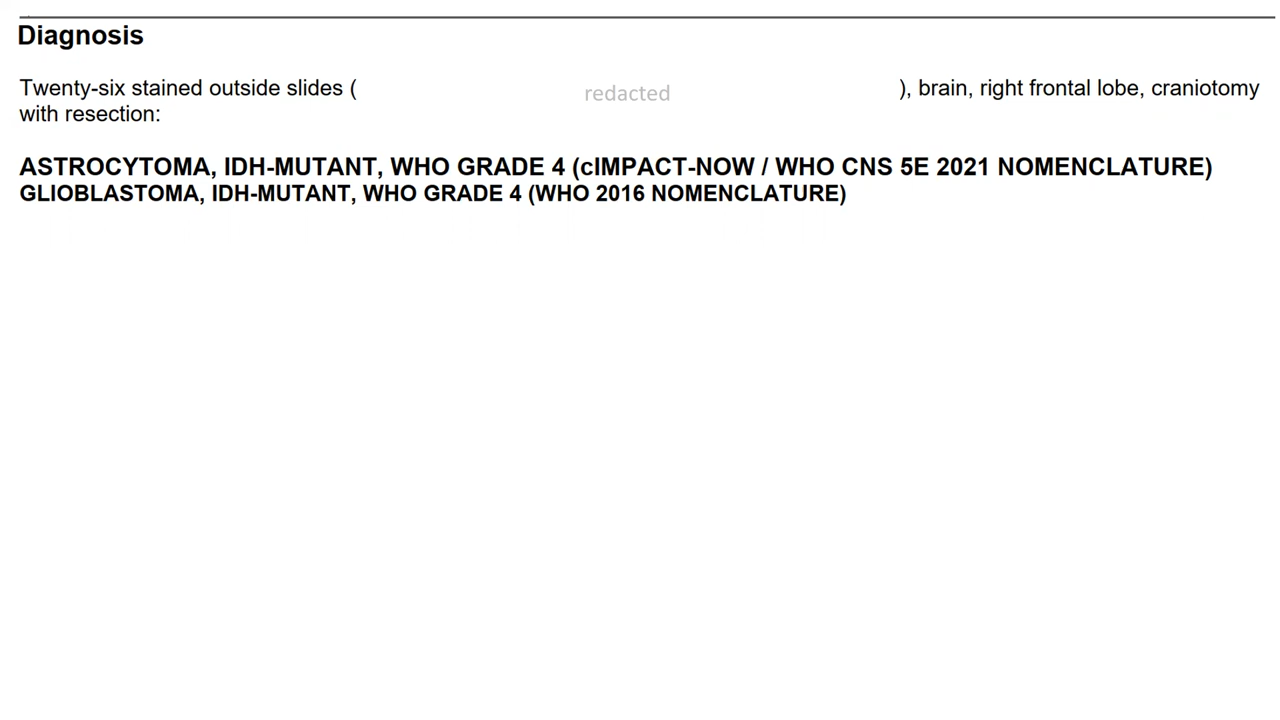 Diagnosis
Twenty-six stained outside slides ( redacted ), brain, right frontal lobe, craniotomy
with resection:
ASTROCYTOMA, IDH-MUTANT, WHO GRADE 4 (cIMPACT-NOW / WHO CNS 5E 2021 NOMENCLATURE)
GLIOBLASTOMA, IDH-MUTANT, WHO GRADE 4 (WHO 2016 NOMENCLATURE)